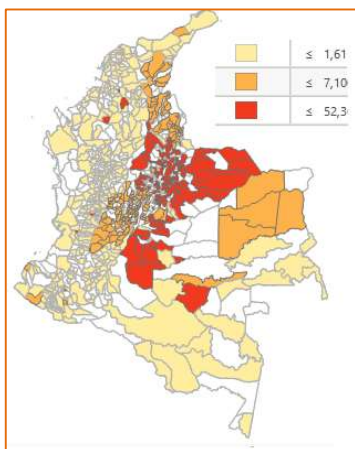 ≤ 1,61
≤ 7,10
≤ 52,3